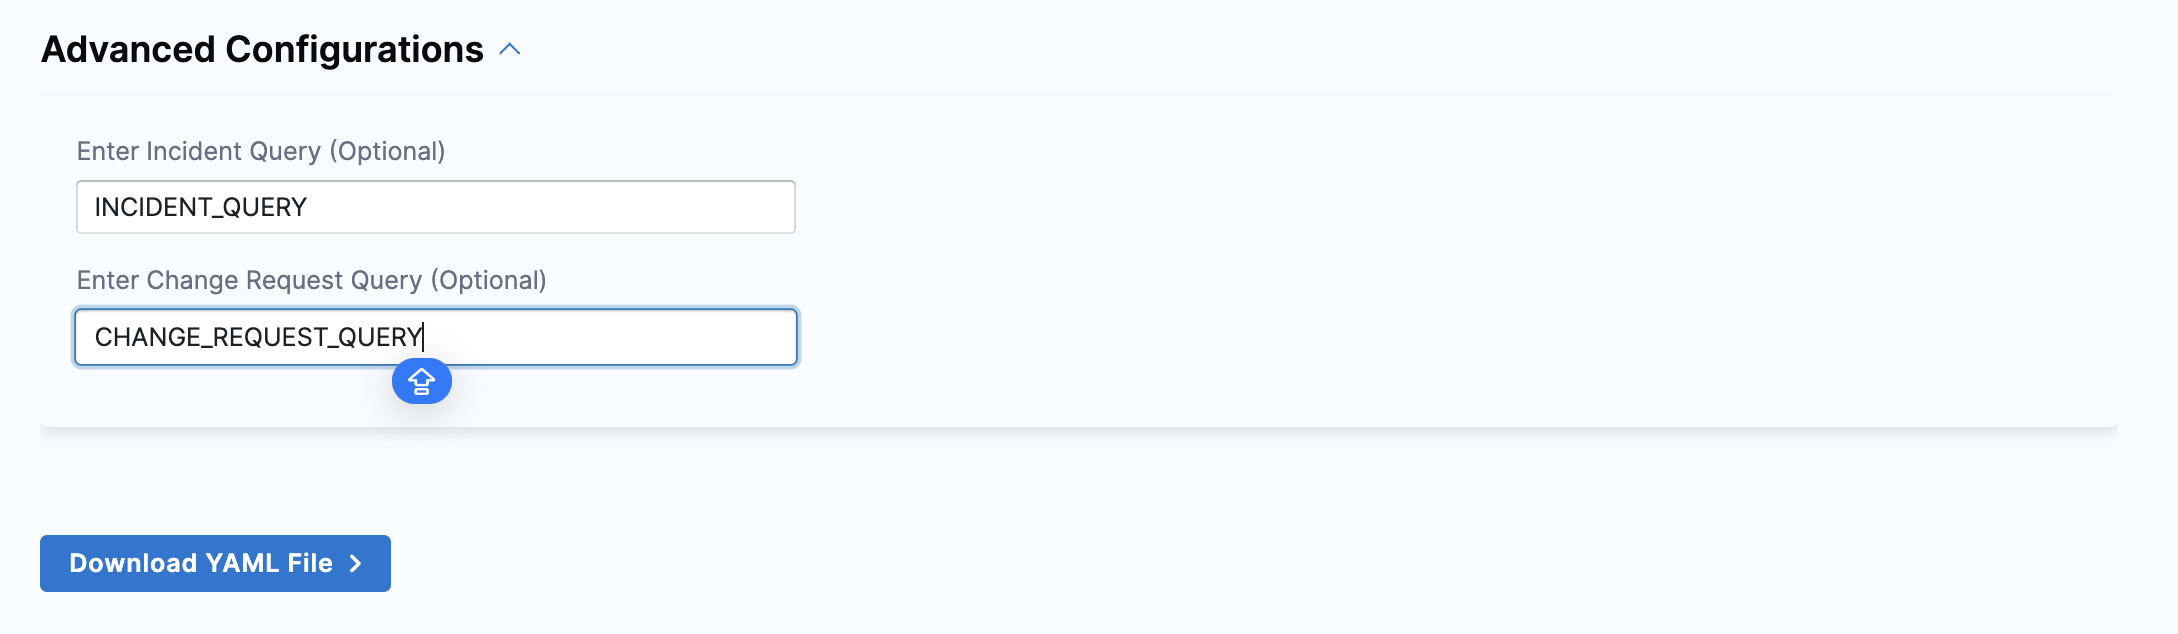 Advanced Configurations
Enter Incident Query (Optional)
INCIDENT_QUERY
Enter Change Request Query (Optional)
CHANGE_REQUEST_QUERY
Download YAML File